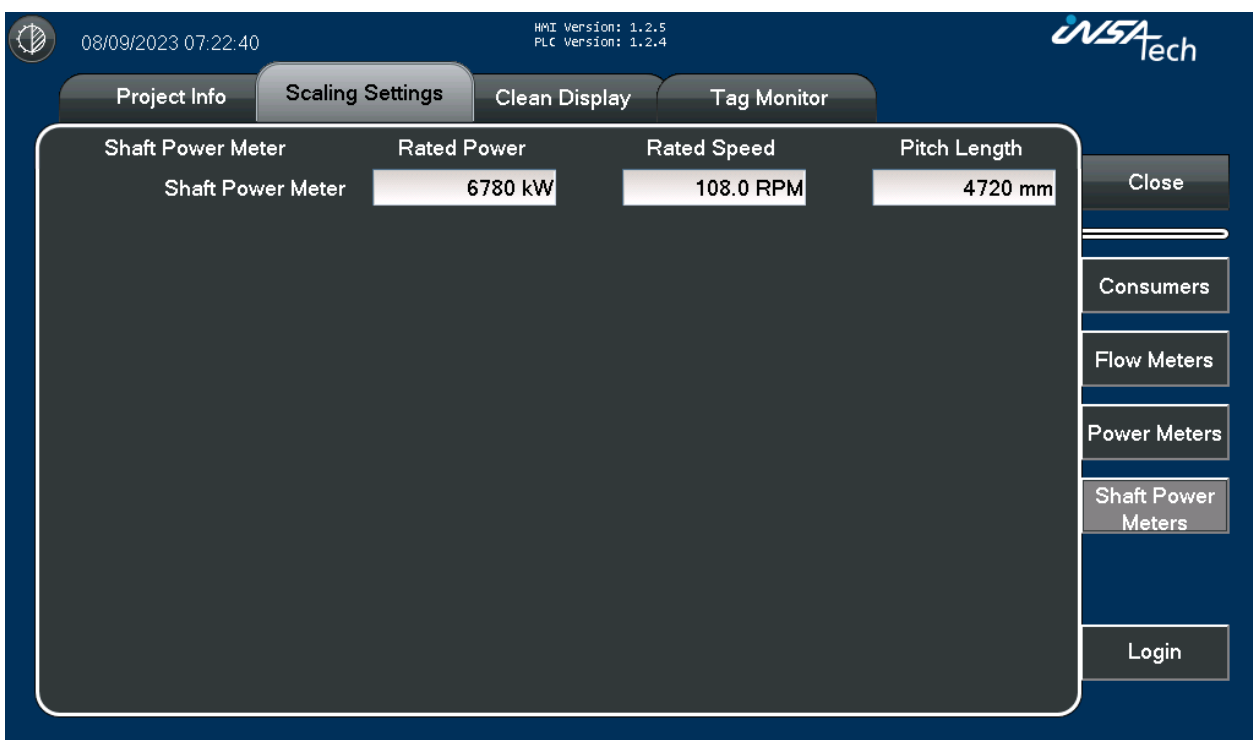 08/09/2023 07:22:40
HMI Version: 1.2.5
PLC Version: 1.2.4
iNSATech
Project Info
Scaling Settings
Clean Display
Tag Monitor
Shaft Power Meter Rated Power Rated Speed Pitch Length
Shaft Power Meter 6780 kW 108.0 RPM 4720 mm
Close
Consumers
Flow Meters
Power Meters
Shaft Power
Meters
Login